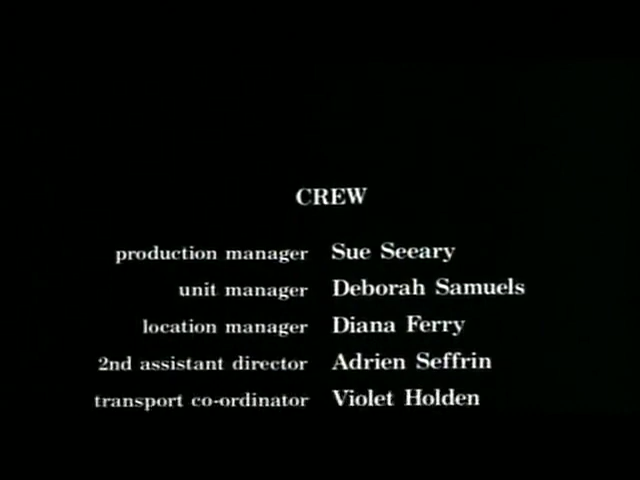 CREW
production manager Sue Seeary
unit manager Deborah Samuels
location manager Diana Ferry
2nd assistant director Adrien Seffrin
transport co-ordinator Violet Holden